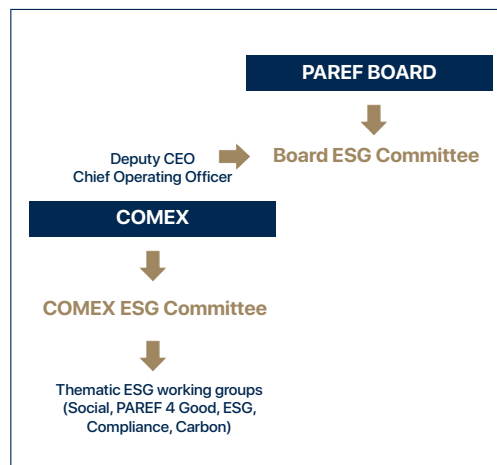 PAREF BOARD
Board ESG Committee
Deputy CEO
Chief Operating Officer
COMEX
COMEX ESG Committee
Thematic ESG working groups
(Social, PAREF 4 Good, ESG,
Compliance, Carbon)